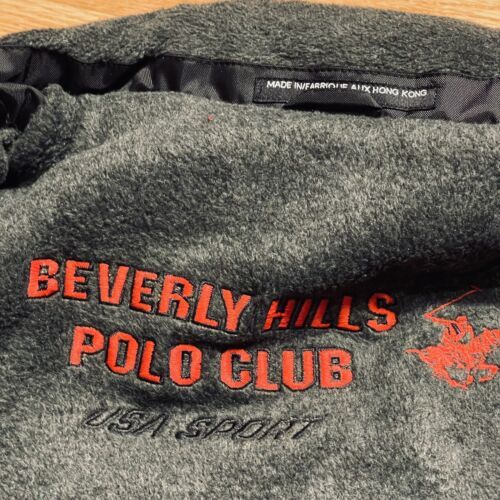 MADE IN/FABRIQUE AUX HONG KONG
BEVERLY HILLS
POLO CLUB
USA SPORT